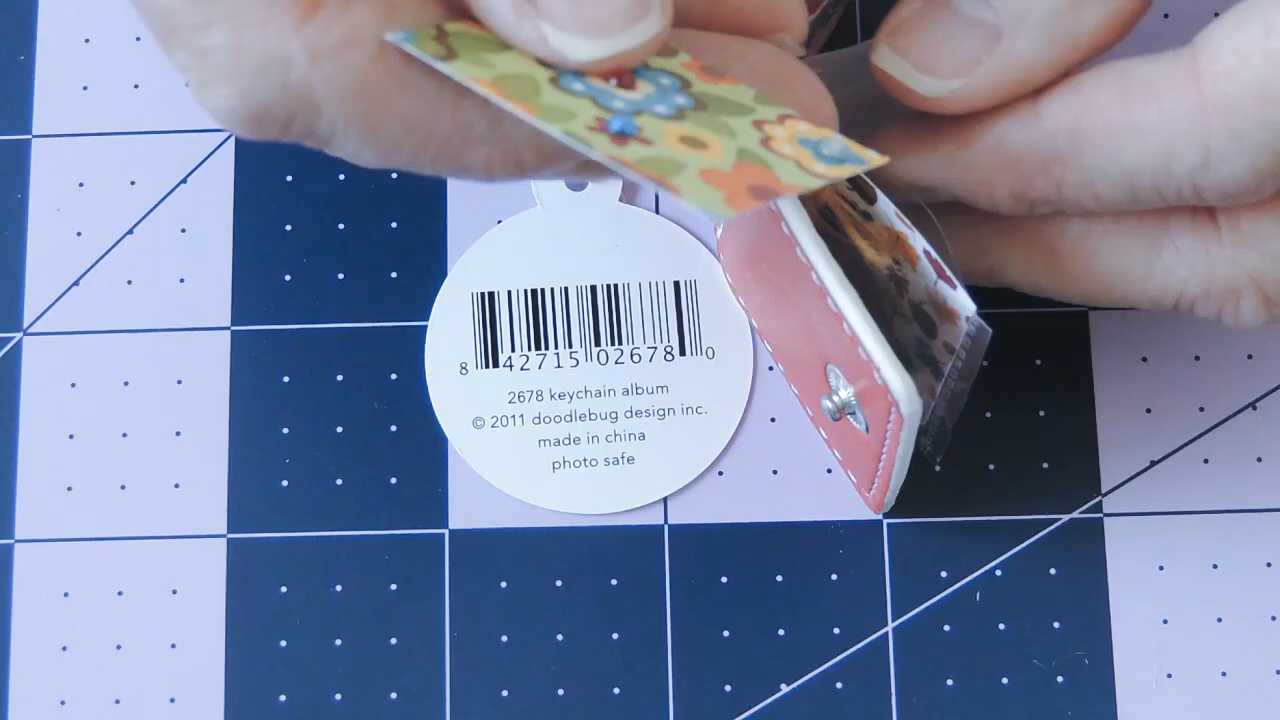 8 42715 02678 0
2678 keychain album
© 2011 doodlebug design inc.
made in china
photo safe